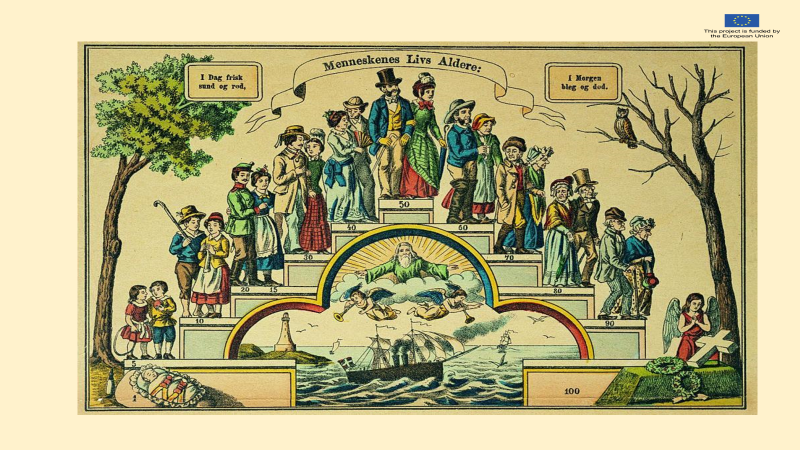 This project is funded by
the European Union
Menneskenes Livs Aldere:
I Dag frisk
sund og rød,
I Morgen
bleg og død.
50
40
60
30
70
20
15
80
10
90
5
1
100